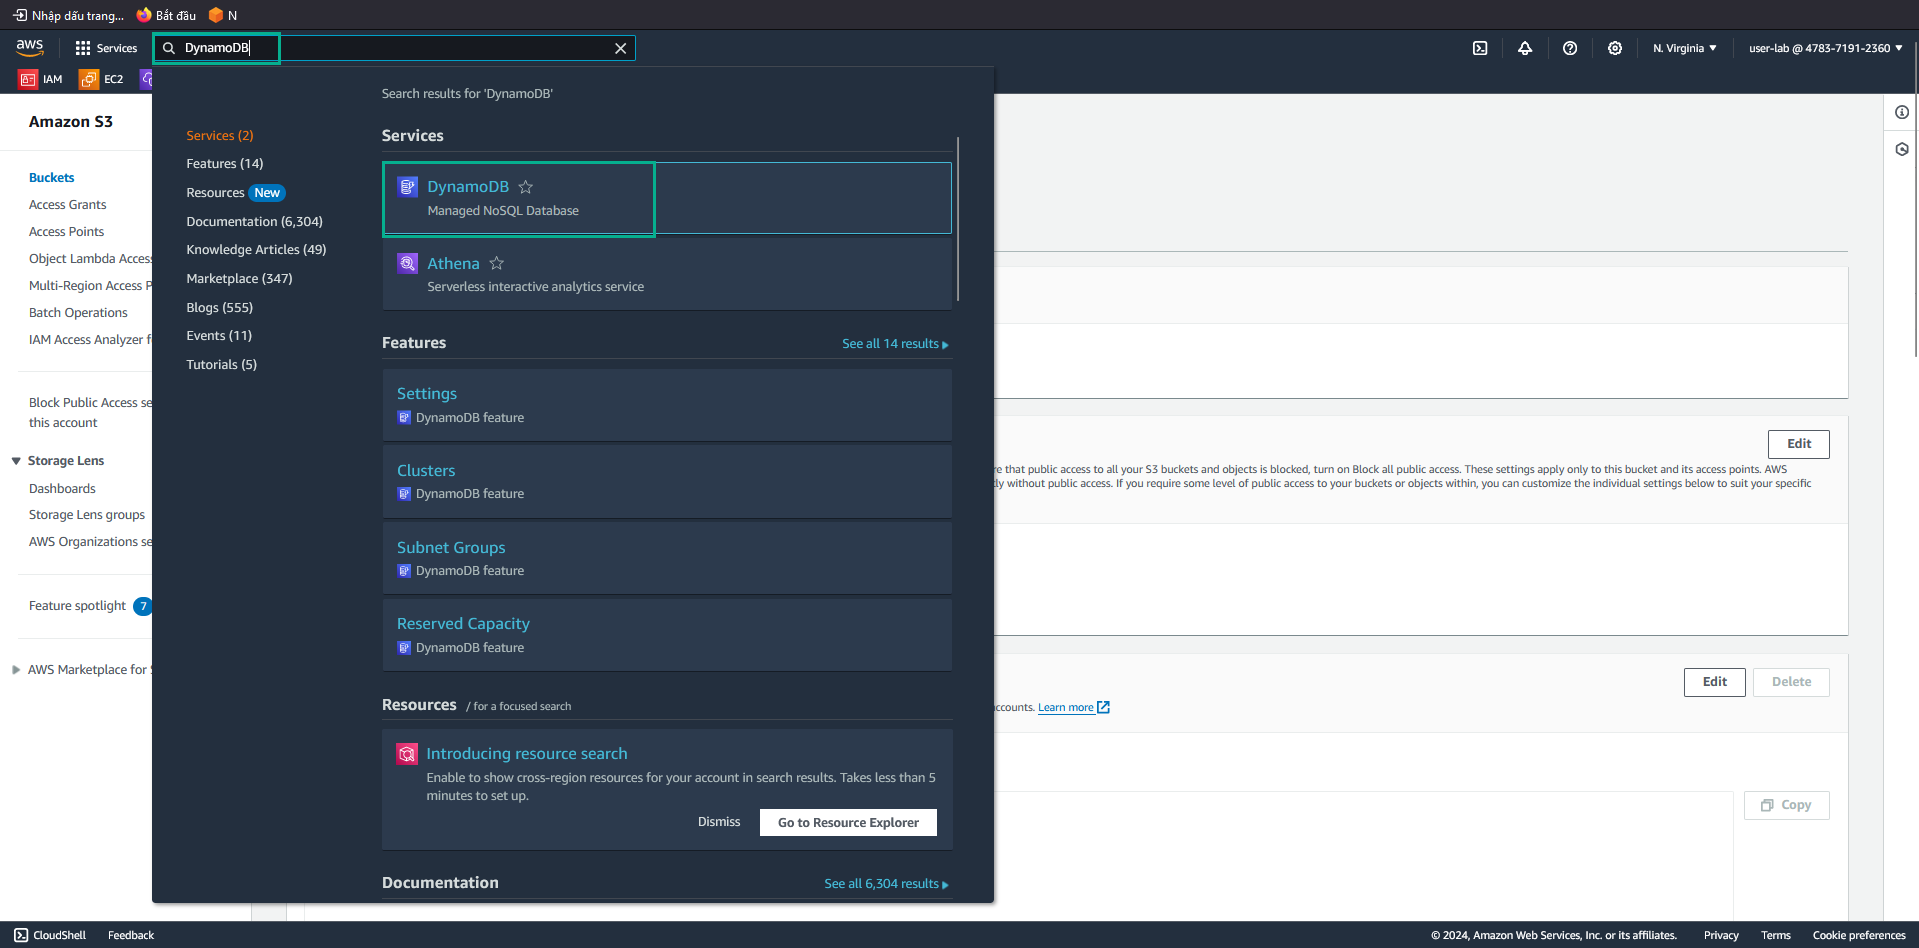 Nhập dấu trang... Bắt đầu N
aws Services DynamoDB N. Virginia user-lab @ 4783-7191-2360
IAM EC2
Amazon S3
Buckets
Access Grants
Access Points
Object Lambda Access
Multi-Region Access P
Batch Operations
IAM Access Analyzer f
Block Public Access se
this account
Storage Lens
Dashboards
Storage Lens groups
AWS Organizations se
Feature spotlight 7
AWS Marketplace for S
Search results for 'DynamoDB'
Services (2)
Features (14)
Resources New
Documentation (6,304)
Knowledge Articles (49)
Marketplace (347)
Blogs (555)
Events (11)
Tutorials (5)
Services
DynamoDB
Managed NoSQL Database
Athena
Serverless interactive analytics service
Features See all 14 results
Settings
DynamoDB feature
Clusters
DynamoDB feature
Subnet Groups
DynamoDB feature
Reserved Capacity
DynamoDB feature
Resources / for a focused search
Introducing resource search
Enable to show cross-region resources for your account in search results. Takes less than 5
minutes to set up.
Dismiss Go to Resource Explorer
Documentation See all 6,304 results
Edit
re that public access to all your S3 buckets and objects is blocked, turn on Block all public access. These settings apply only to this bucket and its access points. AWS
ly without public access. If you require some level of public access to your buckets or objects within, you can customize the individual settings below to suit your specific
Edit Delete
ccounts. Learn more
Copy
CloudShell Feedback © 2024, Amazon Web Services, Inc. or its affiliates. Privacy Terms Cookie preferences